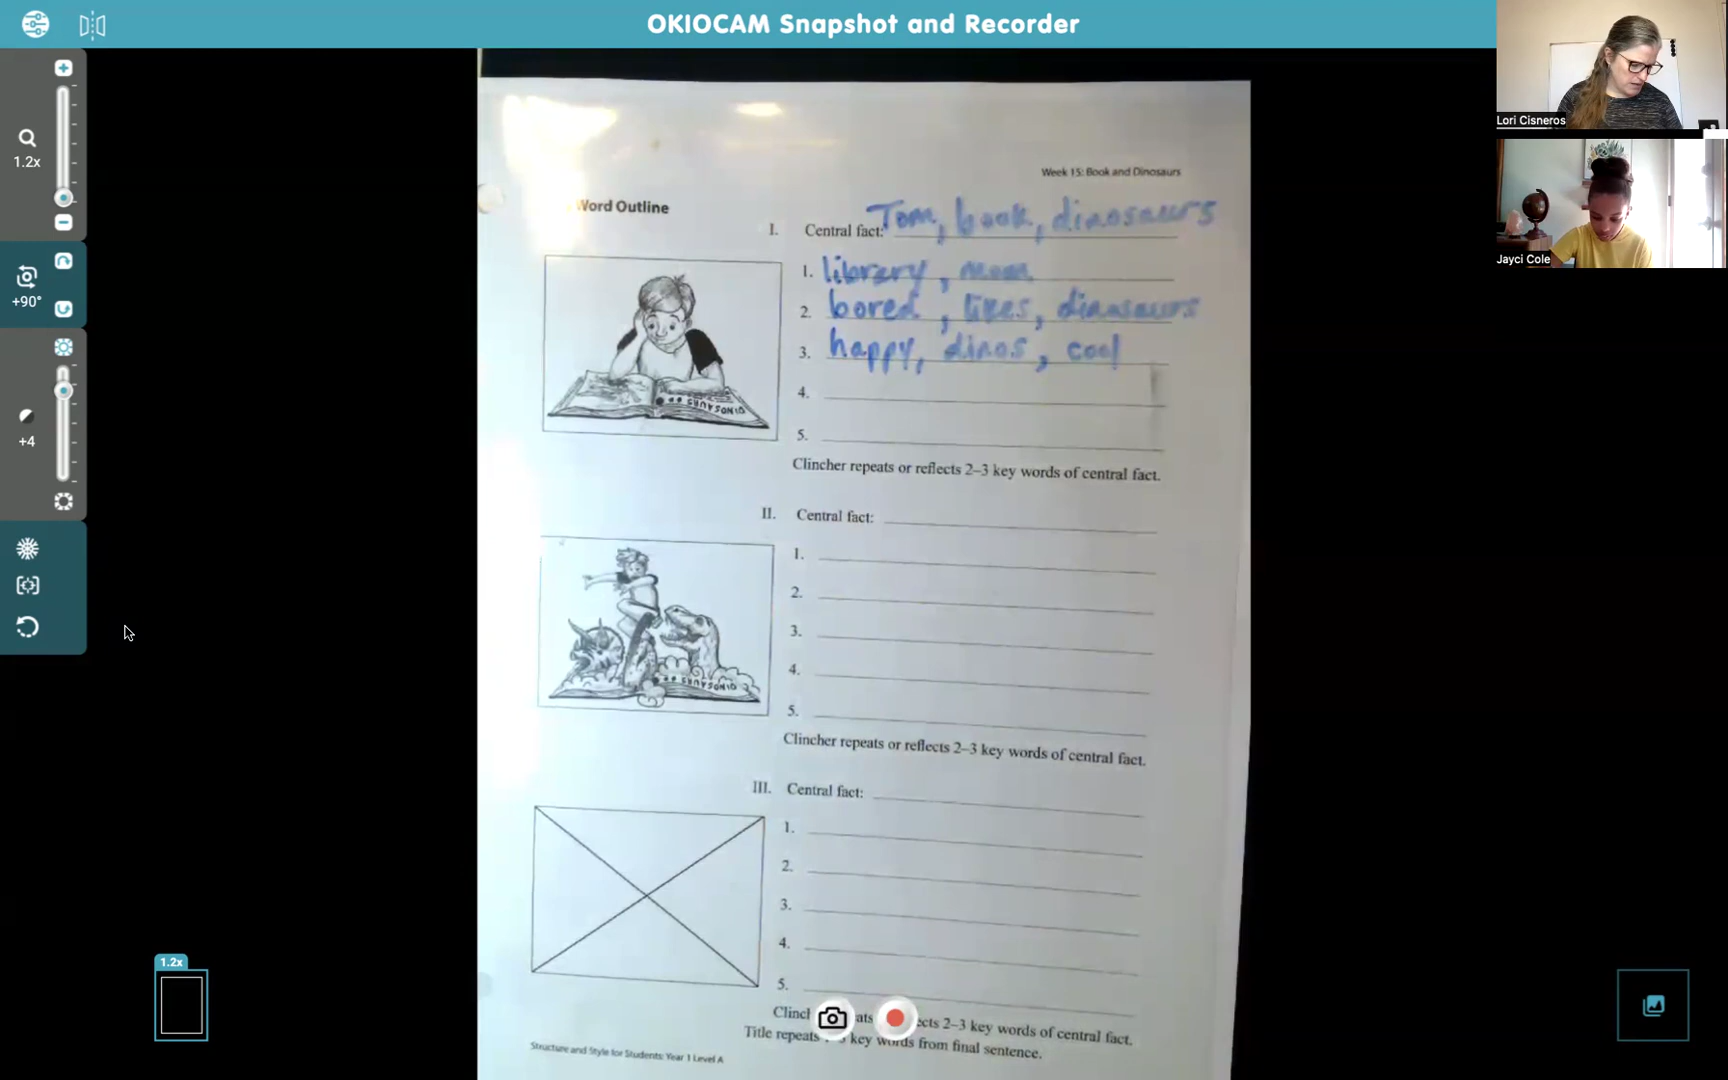 OKIOCAM Snapshot and Recorder
1.2x
+90°
+4
1.2x
Lori Cisneros
Jayci Cole
Week 15: Book and Dinosaurs
Word Outline
I. Central fact: Tom, book, dinosaurs
1. library, mom
2. bored, likes, dinosaurs
3. happy, dinos, cool
4.
5.
DINOSAURS
Clincher repeats or reflects 2–3 key words of central fact.
II. Central fact:
1.
2.
3.
4.
5.
DINOSAURS
Clincher repeats or reflects 2–3 key words of central fact.
III. Central fact:
1.
2.
3.
4.
5.
2–3 key words of central fact.
Title repeats key words from final sentence.
Structure and Style for Students: Year 1 Level A